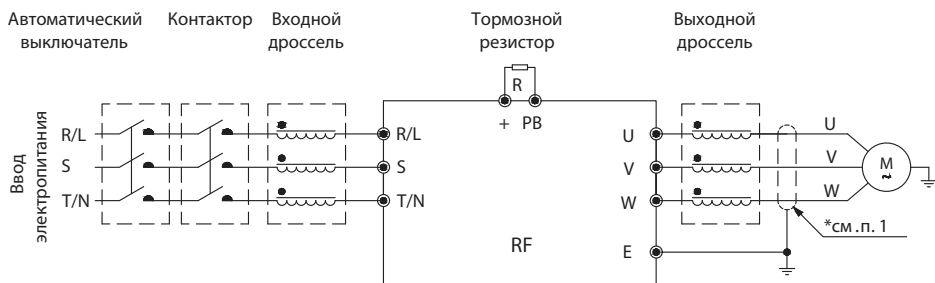 Автоматический
выключатель
Контактор
Входной
дроссель
Тормозной
резистор
Выходной
дроссель
R
+ PB
Ввод
электропитания
R/L
S
T/N
R/L
S
T/N
RF
U
V
W
E
U
V
W
M
~
*см.п. 1